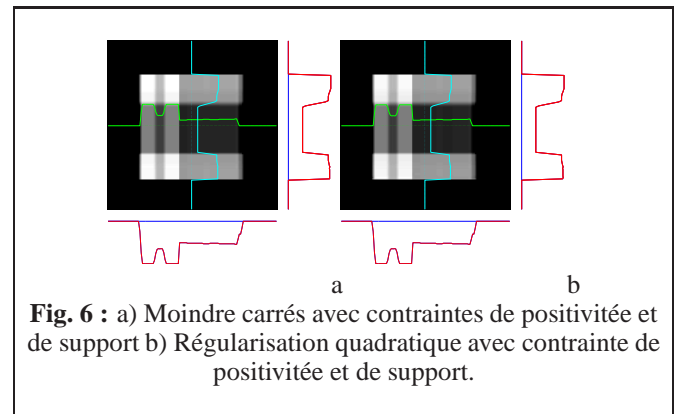 a b
Fig. 6 : a) Moindre carrés avec contraintes de positivitée et
de support b) Régularisation quadratique avec contrainte de
positivitée et de support.